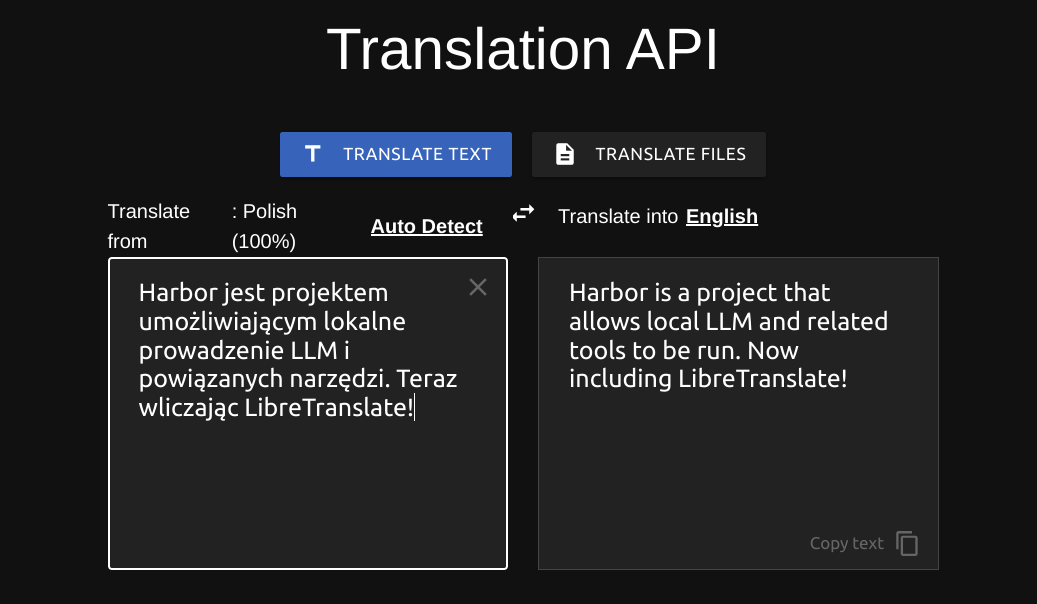 Translation API
TRANSLATE TEXT
TRANSLATE FILES
Translate from
: Polish (100%)
Auto Detect
Translate into English
Harbor jest projektem
umożliwiającym lokalne
prowadzenie LLM i
powiązanych narzędzi. Teraz
wliczając LibreTranslate!
Harbor is a project that
allows local LLM and related
tools to be run. Now
including LibreTranslate!
Copy text